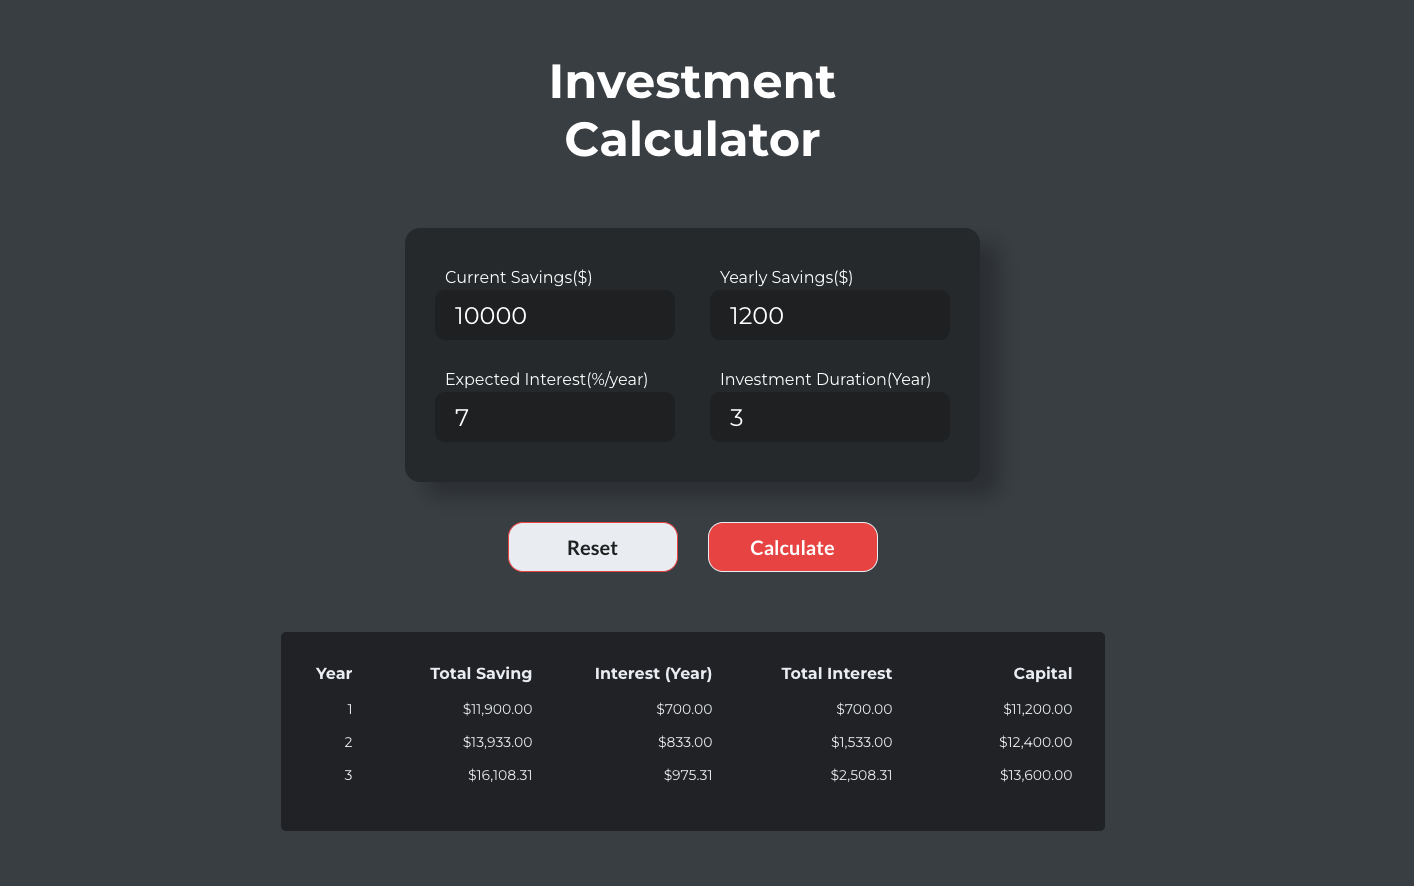 Investment
Calculator
Current Savings($) Yearly Savings($)
10000 1200
Expected Interest(%/year) Investment Duration(Year)
7 3
Reset Calculate
Year Total Saving Interest (Year) Total Interest Capital
1 $11,900.00 $700.00 $700.00 $11,200.00
2 $13,933.00 $833.00 $1,533.00 $12,400.00
3 $16,108.31 $975.31 $2,508.31 $13,600.00